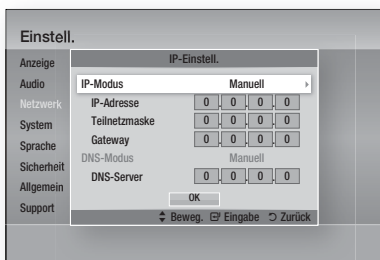 Einstell.
Anzeige
Audio
Netzwerk
System
Sprache
Sicherheit
Allgemein
Support
IP-Einstell.
IP-Modus Manuell
IP-Adresse 0 . 0 . 0 . 0
Teilnetzmaske 0 . 0 . 0 . 0
Gateway 0 . 0 . 0 . 0
DNS-Modus Manuell
DNS-Server 0 . 0 . 0 . 0
OK
Beweg. Eingabe Zurück